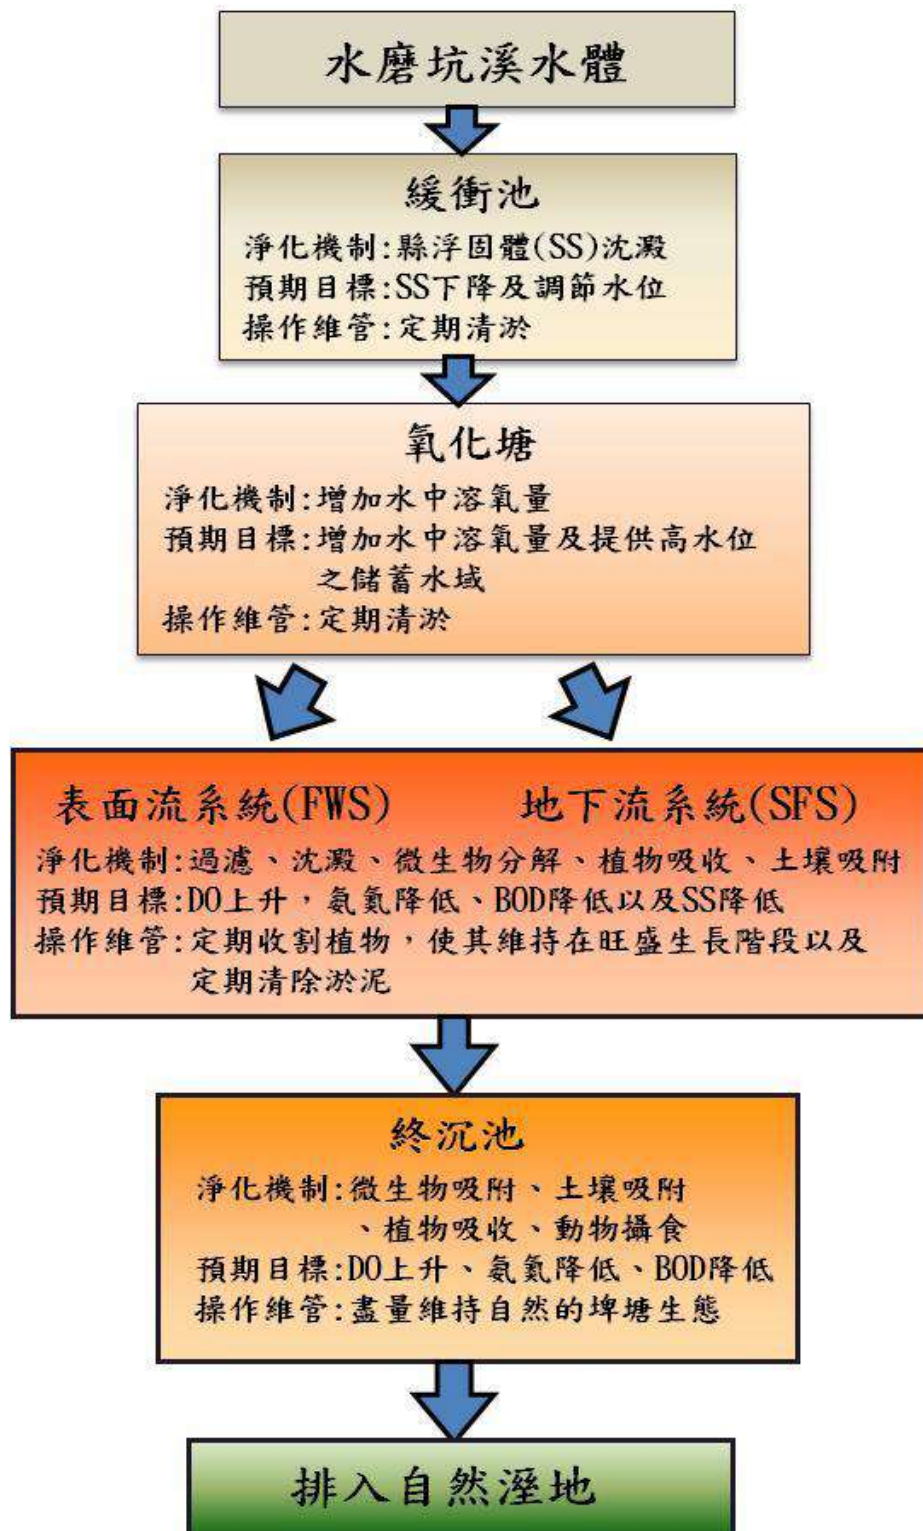 水磨坑溪水體
緩衝池
淨化機制:縣浮固體(SS)沈澱
預期目標:SS下降及調節水位
操作維管:定期清淤
氧化塘
淨化機制:增加水中溶氧量
預期目標:增加水中溶氧量及提供高水位
之儲蓄水域
操作維管:定期清淤
表面流系統(FWS) 地下流系統(SFS)
淨化機制:過濾、沈澱、微生物分解、植物吸收、土壤吸附
預期目標:DO上升，氨氮降低、BOD降低以及SS降低
操作維管:定期收割植物，使其維持在旺盛生長階段以及
定期清除淤泥
終沉池
淨化機制:微生物吸附、土壤吸附
、植物吸收、動物攝食
預期目標:DO上升、氨氮降低、BOD降低
操作維管:盡量維持自然的埤塘生態
排入自然溼地